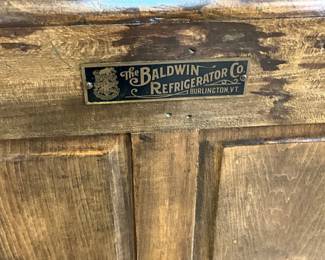 The BALDWIN
REFRIGERATOR CO.
BURLINGTON, VT.